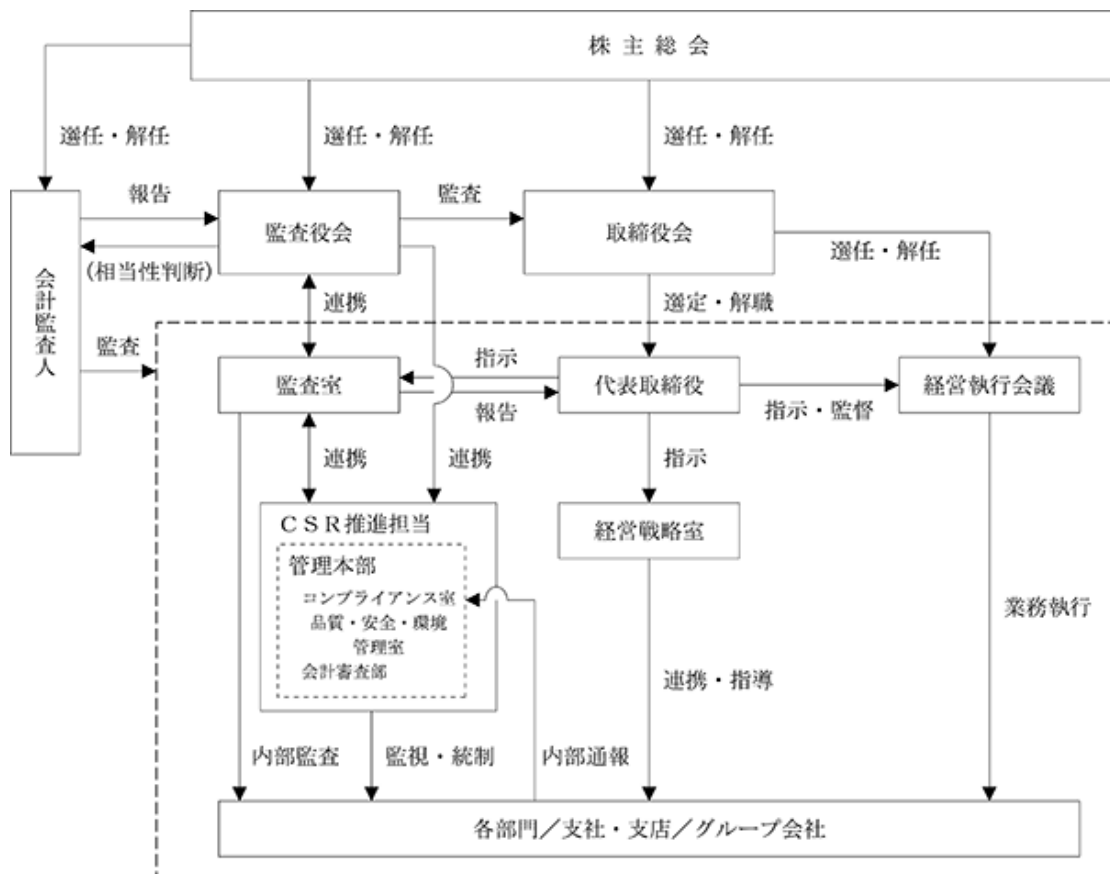 株主総会
選任・解任
選任・解任
選任・解任
報告
監査
監査役会
取締役会
選任・解任
(相当性判断)
会計監査人
連携
選定・解職
監査
指示
監査室
代表取締役
経営執行会議
報告
指示・監督
連携
連携
指示
CSR推進担当
経営戦略室
管理本部
コンプライアンス室
品質・安全・環境
管理室
会計審査部
業務執行
連携・指導
内部監査
監視・統制
内部通報
各部門／支社・支店／グループ会社